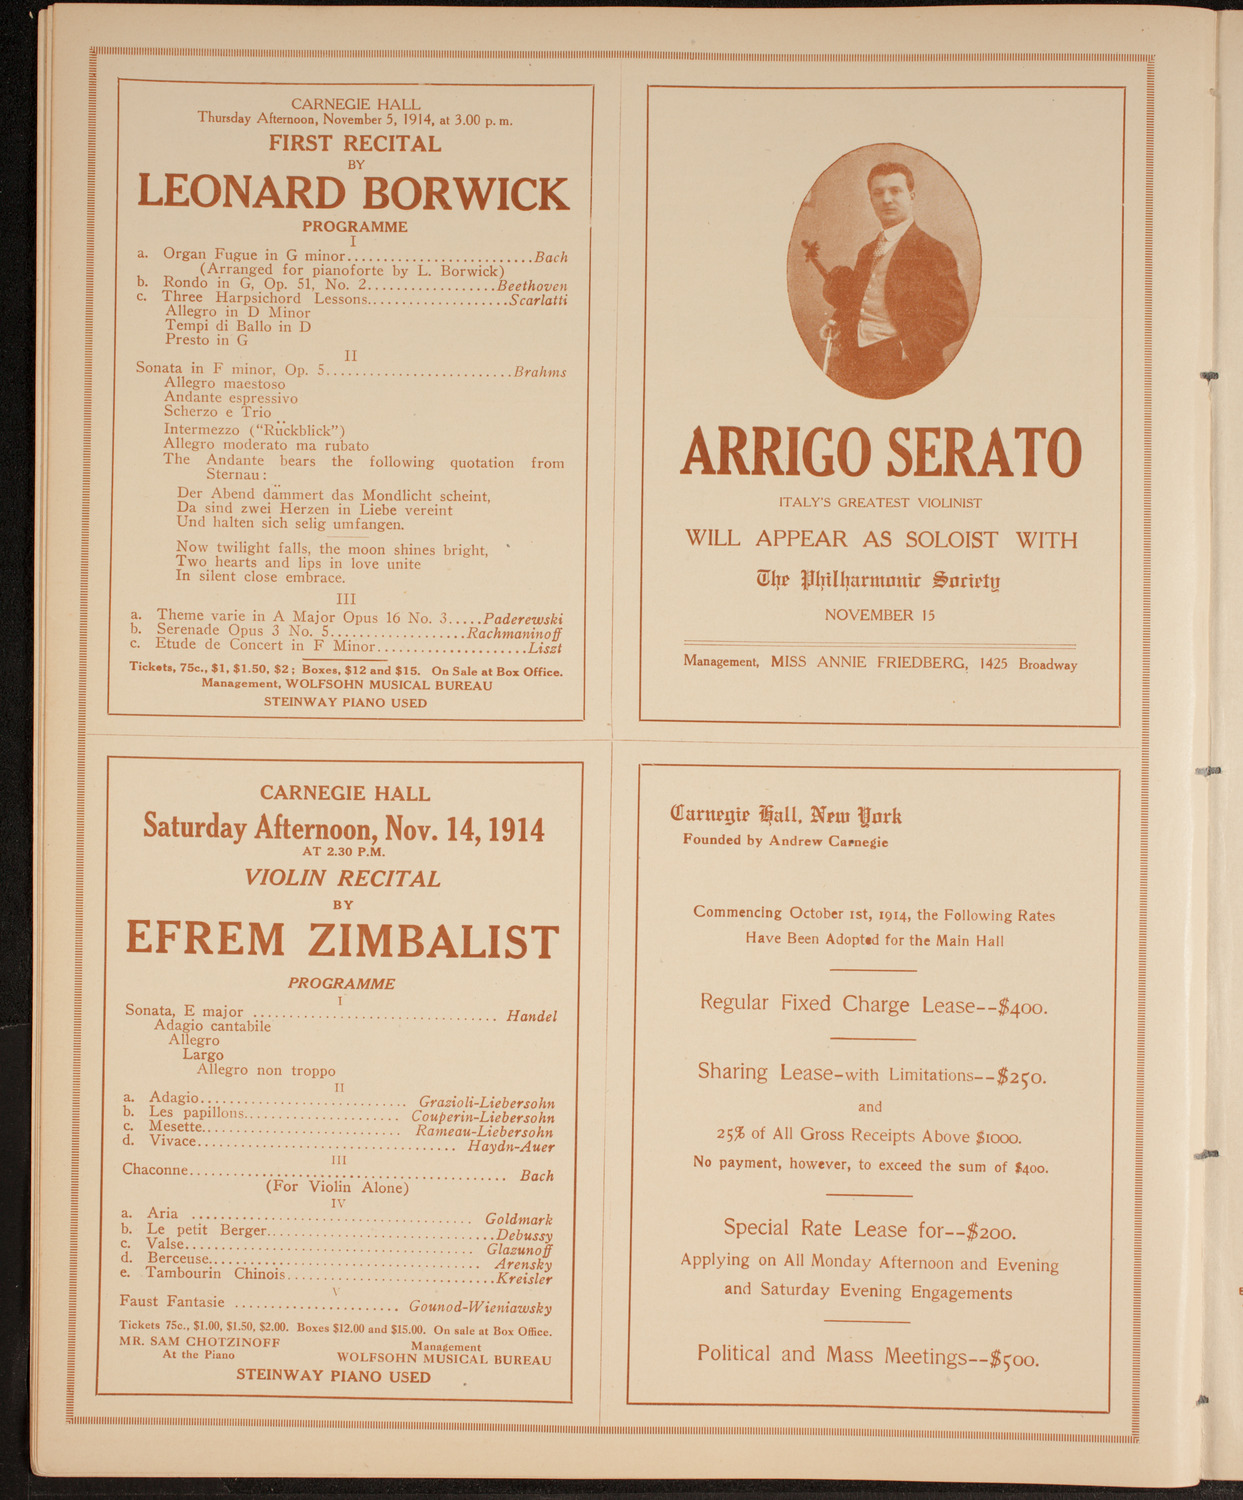 CARNEGIE HALL
Thursday Afternoon, November 5, 1914, at 3.00 p. m.
FIRST RECITAL
BY
LEONARD BORWICK
PROGRAMME
I
a. Organ Fugue in G minor..........................Bach
(Arranged for pianoforte by L. Borwick)
b. Rondo in G, Op. 51, No. 2..................Beethoven
c. Three Harpsichord Lessons....................Scarlatti
Allegro in D Minor
Tempi di Ballo in D
Presto in G
II
Sonata in F minor, Op. 5..........................Brahms
Allegro maestoso
Andante espressivo
Scherzo e Trio
Intermezzo ("Rückblick")
Allegro moderato ma rubato
The Andante bears the following quotation from
Sternau:
Der Abend dämmert das Mondlicht scheint,
Da sind zwei Herzen in Liebe vereint
Und halten sich selig umfangen.
Now twilight falls, the moon shines bright,
Two hearts and lips in love unite
In silent close embrace.
III
a. Theme varie in A Major Opus 16 No. 3.....Paderewski
b. Serenade Opus 3 No. 5...................Rachmaninoff
c. Etude de Concert in F Minor.....................Liszt
Tickets, 75c., $1, $1.50, $2; Boxes, $12 and $15. On Sale at Box Office.
Management, WOLFSOHN MUSICAL BUREAU
STEINWAY PIANO USED
ARRIGO SERATO
ITALY'S GREATEST VIOLINIST
WILL APPEAR AS SOLOIST WITH
The Philharmonic Society
NOVEMBER 15
Management, MISS ANNIE FRIEDBERG, 1425 Broadway
CARNEGIE HALL
Saturday Afternoon, Nov. 14, 1914
AT 2.30 P.M.
VIOLIN RECITAL
BY
EFREM ZIMBALIST
PROGRAMME
I
Sonata, E major ................................. Handel
Adagio cantabile
Allegro
Largo
Allegro non troppo
II
a. Adagio............................ Grazioli-Liebersohn
b. Les papillons..................... Couperin-Liebersohn
c. Mesette........................... Rameau-Liebersohn
d. Vivace................................... Haydn-Auer
III
Chaconne........................................... Bach
(For Violin Alone)
IV
a. Aria ..................................... Goldmark
b. Le petit Berger..............................Debussy
c. Valse....................................... Glazunoff
d. Berceuse..................................... Arensky
e. Tambourin Chinois............................Kreisler
V
Faust Fantasie ....................... Gounod-Wieniawsky
Tickets 75c., $1.00, $1.50, $2.00. Boxes $12.00 and $15.00. On sale at Box Office.
MR. SAM CHOTZINOFF
At the Piano
Management
WOLFSOHN MUSICAL BUREAU
STEINWAY PIANO USED
Carnegie Hall, New York
Founded by Andrew Carnegie
Commencing October 1st, 1914, the Following Rates
Have Been Adopted for the Main Hall
Regular Fixed Charge Lease--$400.
Sharing Lease-with Limitations--$250.
and
25% of All Gross Receipts Above $1000.
No payment, however, to exceed the sum of $400.
Special Rate Lease for--$200.
Applying on All Monday Afternoon and Evening
and Saturday Evening Engagements
Political and Mass Meetings--$500.